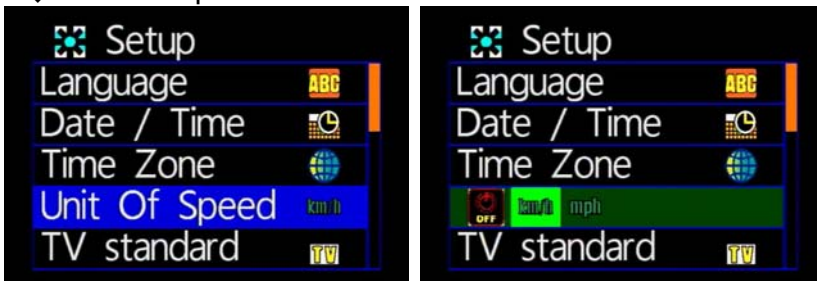 Setup
Language ABC
Date / Time
Time Zone
Unit Of Speed km/h
TV standard TV
Setup
Language ABC
Date / Time
Time Zone
OFF km/h mph
TV standard TV